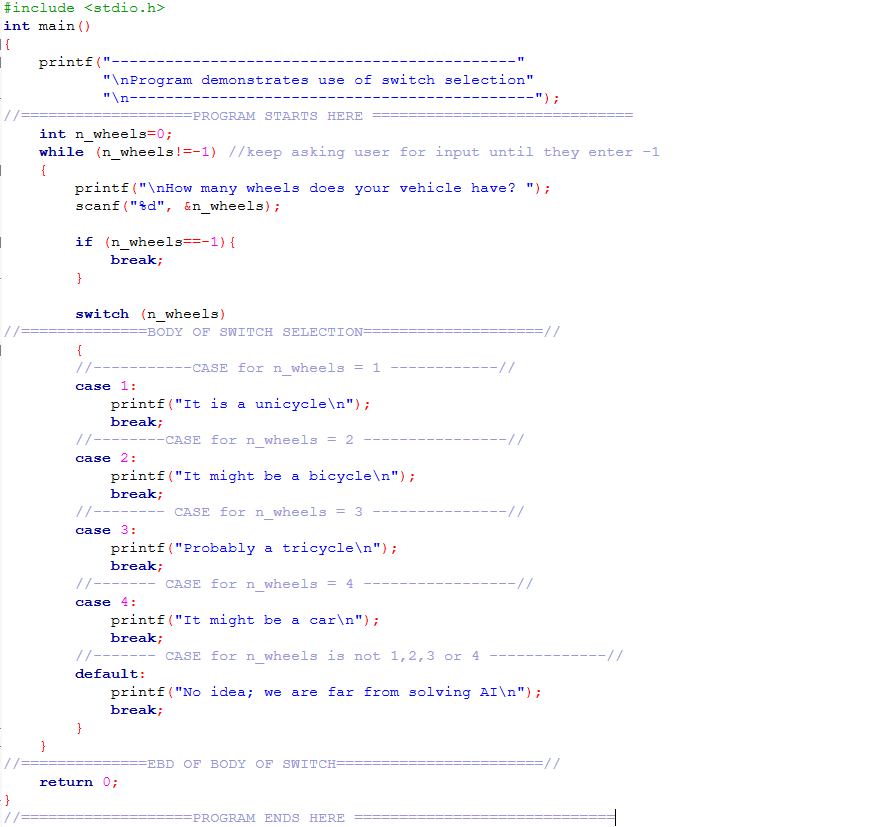 #include <stdio.h>
int main()
{
    printf("---------------------------------------------"
           "\nProgram demonstrates use of switch selection"
           "\n---------------------------------------------");
//===================PROGRAM STARTS HERE =============================
    int n_wheels=0;
    while (n_wheels!=-1) //keep asking user for input until they enter -1
    {
        printf("\nHow many wheels does your vehicle have? ");
        scanf("%d", &n_wheels);

        if (n_wheels==-1){
            break;
        }

        switch (n_wheels)
//==============BODY OF SWITCH SELECTION====================//
        {
        //-----------CASE for n_wheels = 1 ------------//
        case 1:
            printf("It is a unicycle\n");
            break;
        //--------CASE for n_wheels = 2 ----------------//
        case 2:
            printf("It might be a bicycle\n");
            break;
        //-------- CASE for n_wheels = 3 ---------------//
        case 3:
            printf("Probably a tricycle\n");
            break;
        //------- CASE for n_wheels = 4 -----------------//
        case 4:
            printf("It might be a car\n");
            break;
        //------- CASE for n_wheels is not 1,2,3 or 4 -------------//
        default:
            printf("No idea; we are far from solving AI\n");
            break;
        }
    }
//==============EBD OF BODY OF SWITCH=======================//
    return 0;
}
//===================PROGRAM ENDS HERE =============================